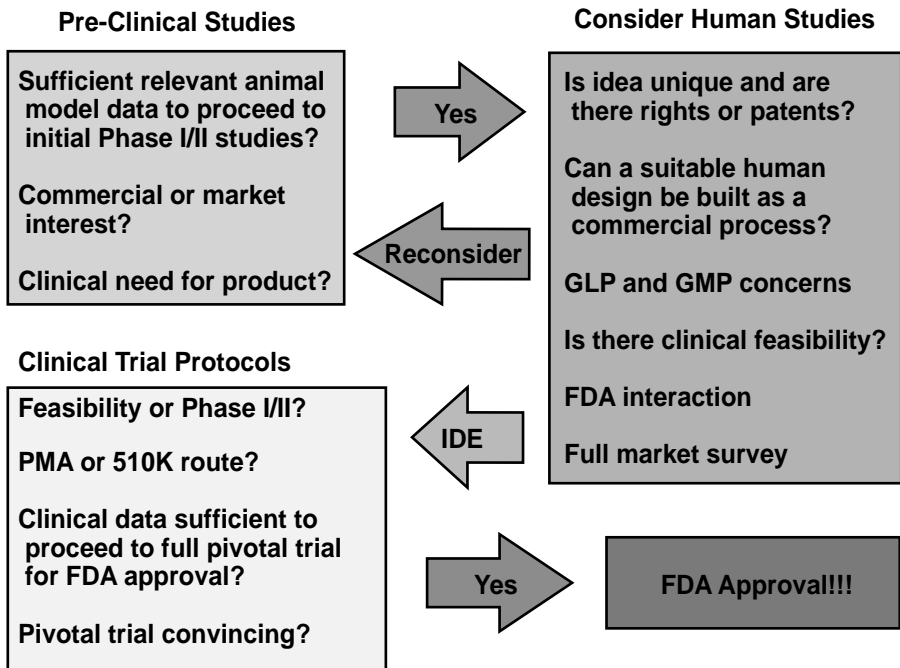 Pre-Clinical Studies
Sufficient relevant animal
model data to proceed to
initial Phase I/II studies?
Commercial or market
interest?
Clinical need for product?
Yes
Reconsider
Consider Human Studies
Is idea unique and are
there rights or patents?
Can a suitable human
design be built as a
commercial process?
GLP and GMP concerns
Is there clinical feasibility?
FDA interaction
Full market survey
IDE
Clinical Trial Protocols
Feasibility or Phase I/II?
PMA or 510K route?
Clinical data sufficient to
proceed to full pivotal trial
for FDA approval?
Pivotal trial convincing?
Yes
FDA Approval!!!